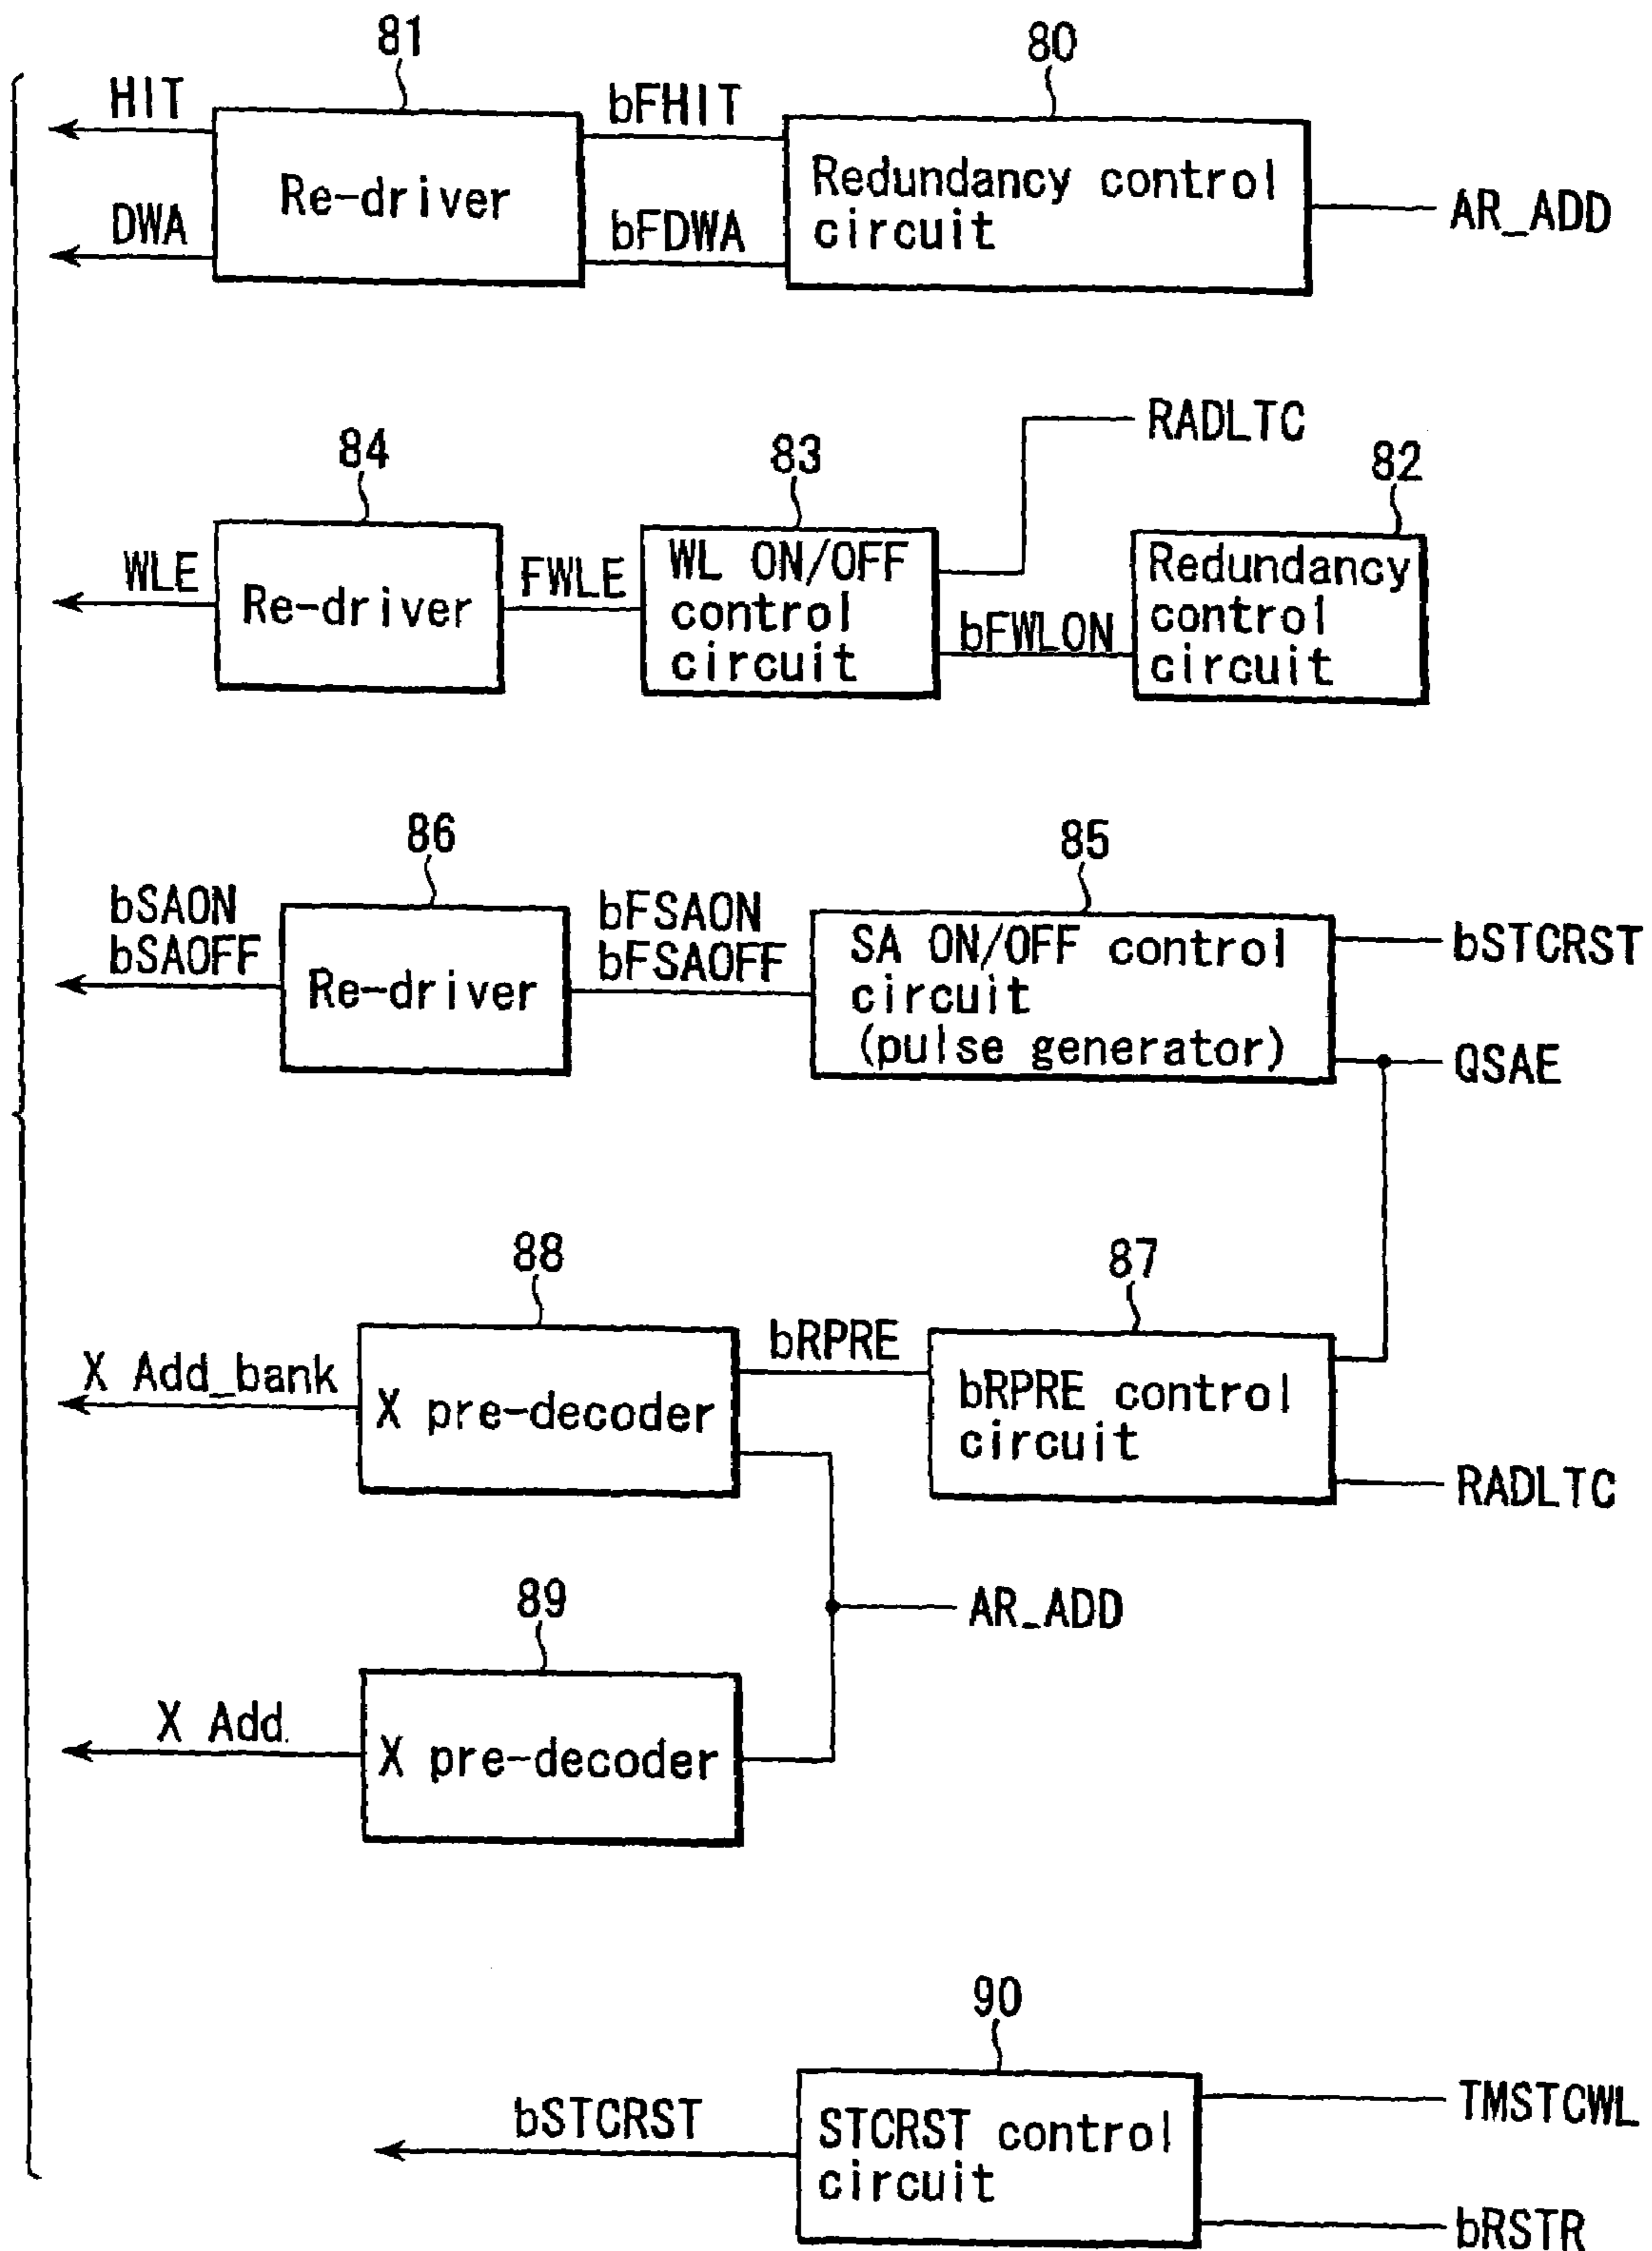 81
80
HIT
bFHIT
Re-driver
Redundancy control
circuit
AR_ADD
DWA
bFDWA
RADLTC
84
83
82
WLE
Re-driver
FWLE
WL ON/OFF
control
circuit
bFWLON
Redundancy
control
circuit
86
85
bSAON
bSAOFF
Re-driver
bFSAON
bFSAOFF
SA ON/OFF control
circuit
(pulse generator)
bSTCRST
QSAE
88
87
X Add_bank
X pre-decoder
bRPRE
bRPRE control
circuit
RADLTC
89
AR_ADD
X Add
X pre-decoder
90
bSTCRST
STCRST control
circuit
TMSTCWL
bRSTR